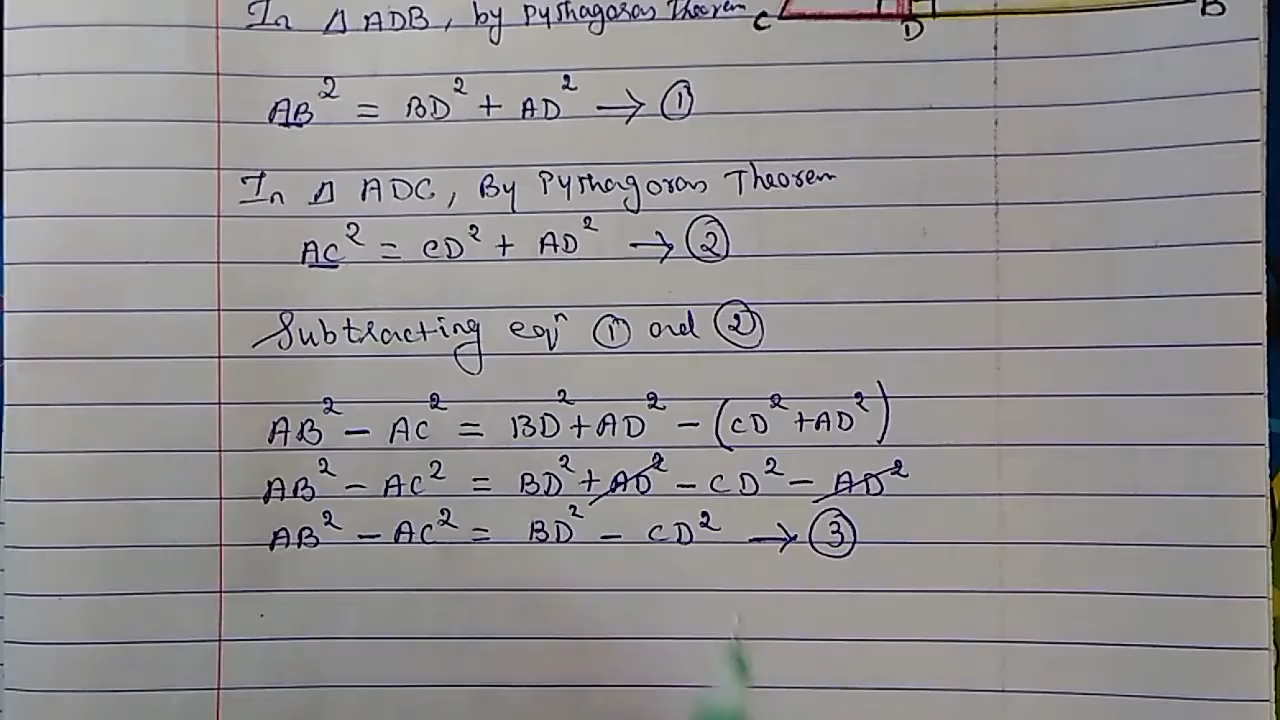 In Δ ADB, by Pythagoras Theorem
C D B
AB² = BD² + AD² → ①
In Δ ADC, By Pythagoras Theorem
AC² = CD² + AD² → ②
Subtracting eqⁿ ① and ②
AB² − AC² = BD² + AD² − (CD² + AD²)
AB² − AC² = BD² + AD² − CD² − AD²
AB² − AC² = BD² − CD² → ③